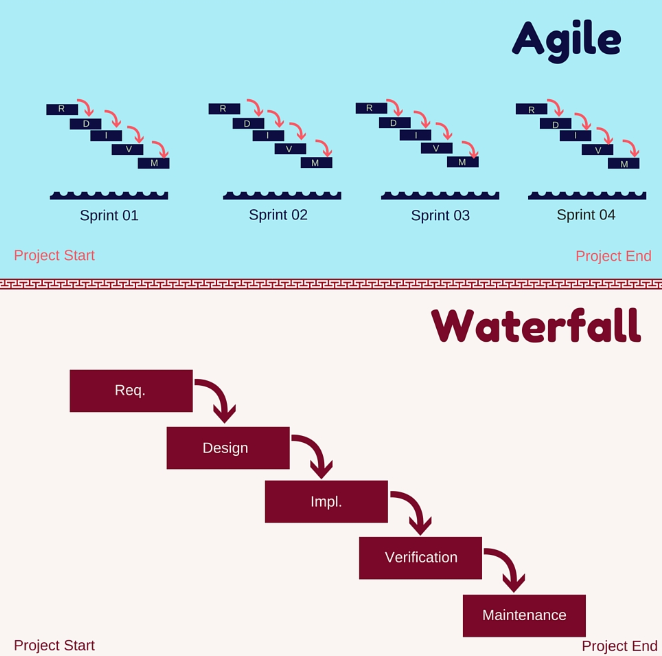 Agile
R
D
I
V
M
R
D
I
V
M
R
D
I
V
M
R
D
I
V
M
Sprint 01
Sprint 02
Sprint 03
Sprint 04
Project Start
Project End
Waterfall
Req.
Design
Impl.
Verification
Maintenance
Project Start
Project End